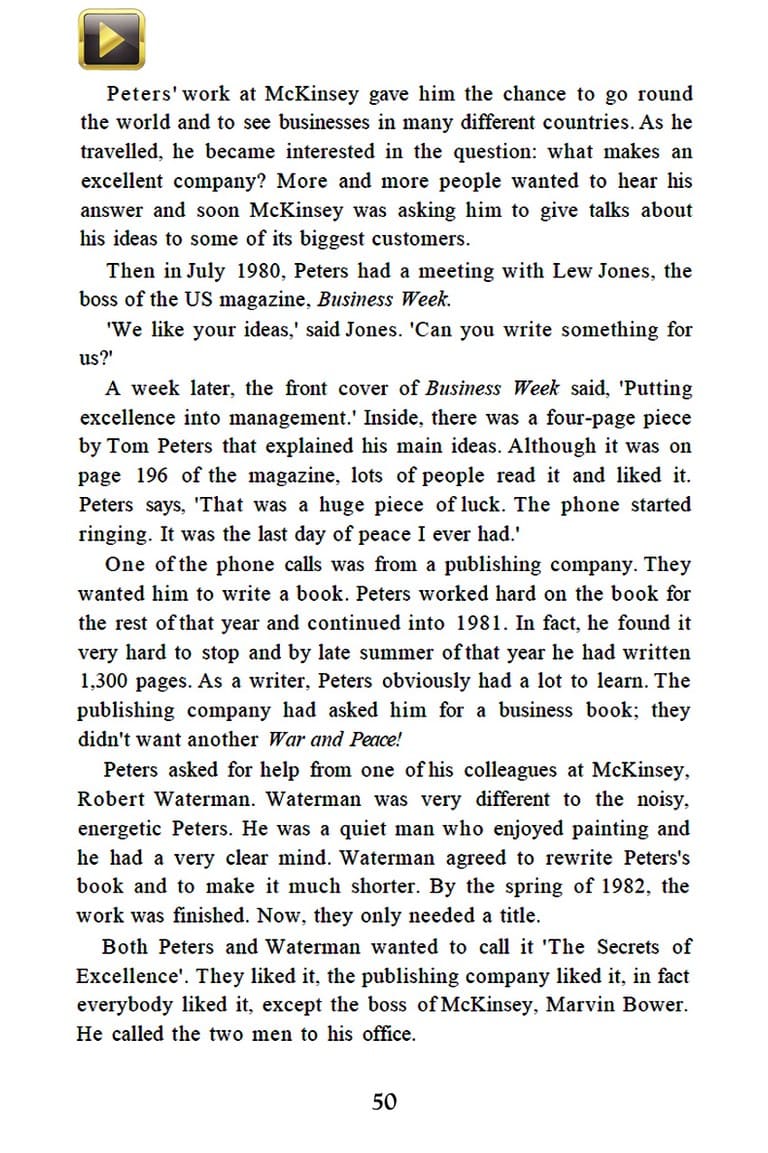 Peters' work at McKinsey gave him the chance to go round
the world and to see businesses in many different countries. As he
travelled, he became interested in the question: what makes an
excellent company? More and more people wanted to hear his
answer and soon McKinsey was asking him to give talks about
his ideas to some of its biggest customers.
Then in July 1980, Peters had a meeting with Lew Jones, the
boss of the US magazine, Business Week.
'We like your ideas,' said Jones. 'Can you write something for
us?'
A week later, the front cover of Business Week said, 'Putting
excellence into management.' Inside, there was a four-page piece
by Tom Peters that explained his main ideas. Although it was on
page 196 of the magazine, lots of people read it and liked it.
Peters says, 'That was a huge piece of luck. The phone started
ringing. It was the last day of peace I ever had.'
One of the phone calls was from a publishing company. They
wanted him to write a book. Peters worked hard on the book for
the rest of that year and continued into 1981. In fact, he found it
very hard to stop and by late summer of that year he had written
1,300 pages. As a writer, Peters obviously had a lot to learn. The
publishing company had asked him for a business book; they
didn't want another War and Peace!
Peters asked for help from one of his colleagues at McKinsey,
Robert Waterman. Waterman was very different to the noisy,
energetic Peters. He was a quiet man who enjoyed painting and
he had a very clear mind. Waterman agreed to rewrite Peters's
book and to make it much shorter. By the spring of 1982, the
work was finished. Now, they only needed a title.
Both Peters and Waterman wanted to call it 'The Secrets of
Excellence'. They liked it, the publishing company liked it, in fact
everybody liked it, except the boss of McKinsey, Marvin Bower.
He called the two men to his office.
50